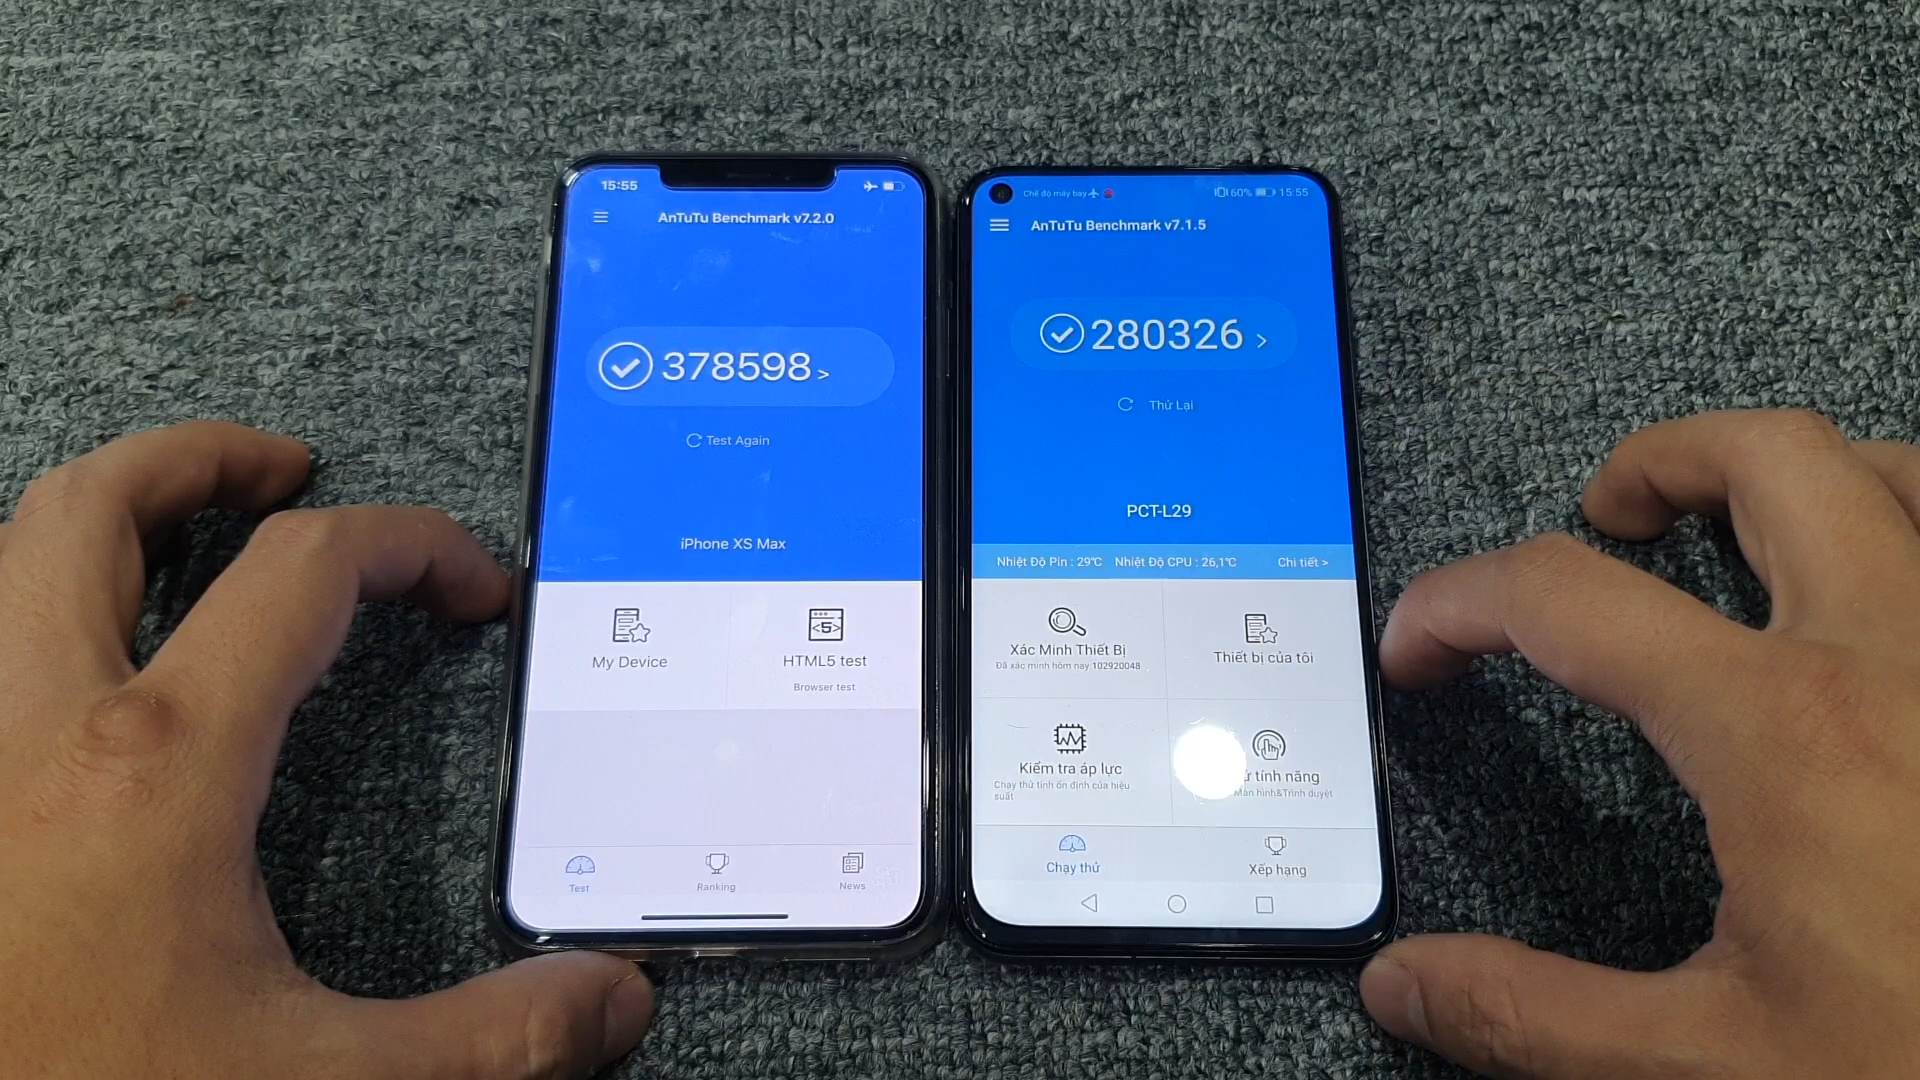 15:55
AnTuTu Benchmark v7.2.0
378598 >
Test Again
iPhone XS Max
My Device
HTML5 test
Browser test
Test
Ranking
News
Chế độ máy bay
60%
15:55
AnTuTu Benchmark v7.1.5
280326 >
Thử Lại
PCT-L29
Nhiệt Độ Pin : 29℃ Nhiệt Độ CPU : 26,1℃ Chi tiết >
Xác Minh Thiết Bị
Đã xác minh hôm nay:102920048
Thiết bị của tôi
Kiểm tra áp lực
Chạy thử tính ổn định của hiệu
suất
tính năng
Màn hình&Trình duyệt
Chạy thử
Xếp hạng